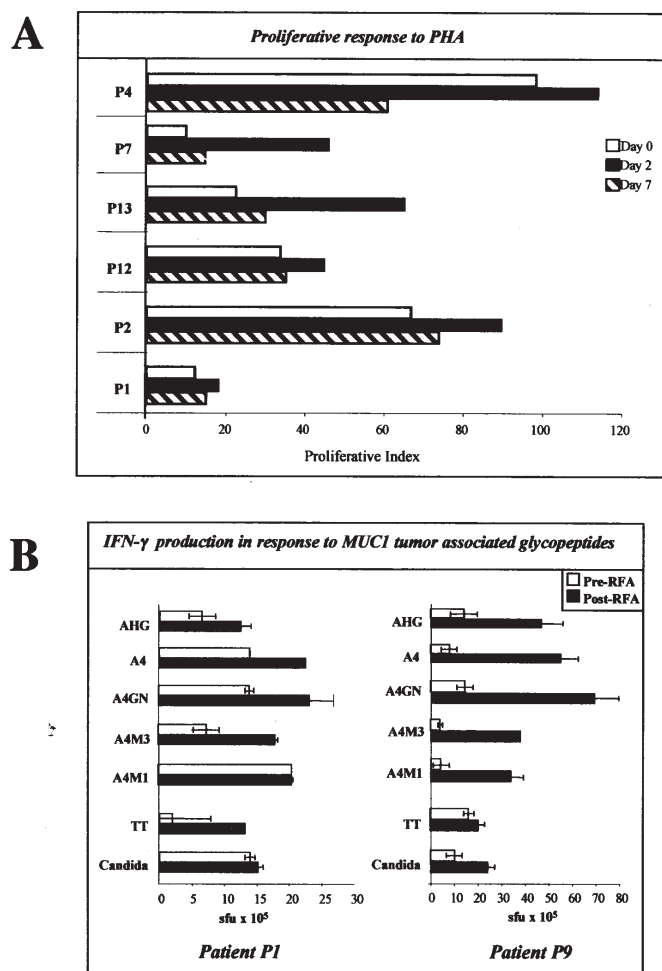 A
Proliferative response to PHA
P4
P7
P13
P12
P2
P1
Day 0
Day 2
Day 7
0 20 40 60 80 100 120
Proliferative Index
B
IFN-γ production in response to MUC1 tumor associated glycopeptides
Pre-RFA
Post-RFA
AHG
A4
A4GN
A4M3
A4M1
TT
Candida
0 5 10 15 20 25 30
sfu x 10⁵
Patient P1
AHG
A4
A4GN
A4M3
A4M1
TT
Candida
0 10 20 30 40 50 60 70 80
sfu x 10⁵
Patient P9